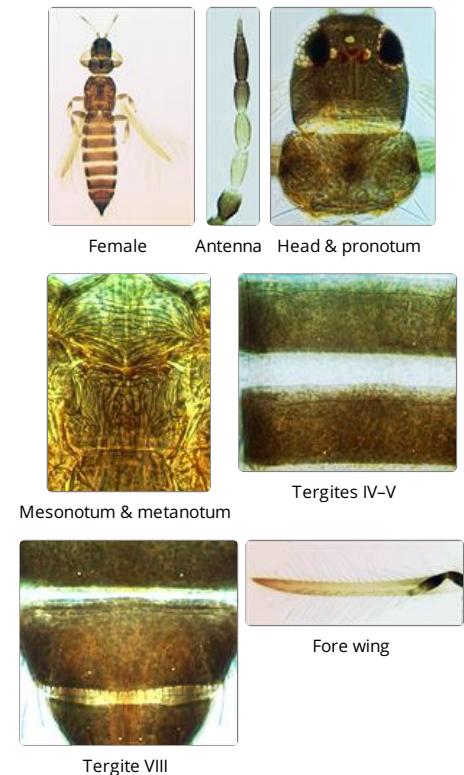 Female
Antenna
Head & pronotum
Mesonotum & metanotum
Tergites IV–V
Tergite VIII
Fore wing